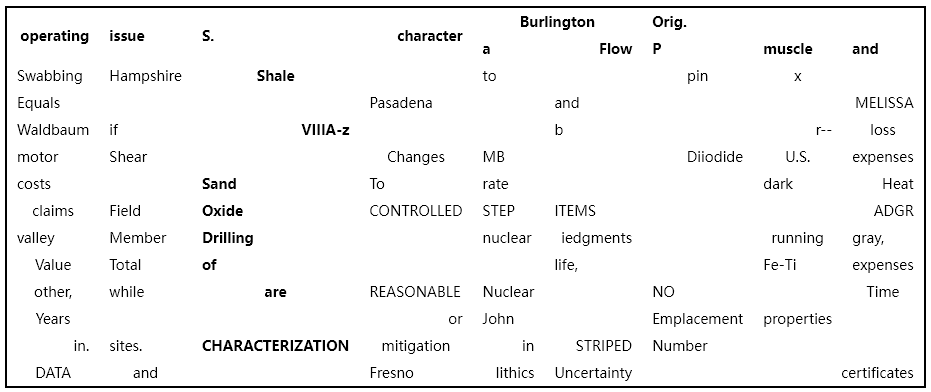 Burlington Orig.
operating issue S. character
a Flow P muscle and
Swabbing Hampshire Shale to pin x
Equals Pasadena and MELISSA
Waldbaum if VIIIA-z b r-- loss
motor Shear Changes MB Diiodide U.S. expenses
costs Sand To rate dark Heat
claims Field Oxide CONTROLLED STEP ITEMS ADGR
valley Member Drilling nuclear iedgments running gray,
Value Total of life, Fe-Ti expenses
other, while are REASONABLE Nuclear NO Time
Years or John Emplacement properties
in. sites. CHARACTERIZATION mitigation in STRIPED Number
DATA and Fresno lithics Uncertainty certificates